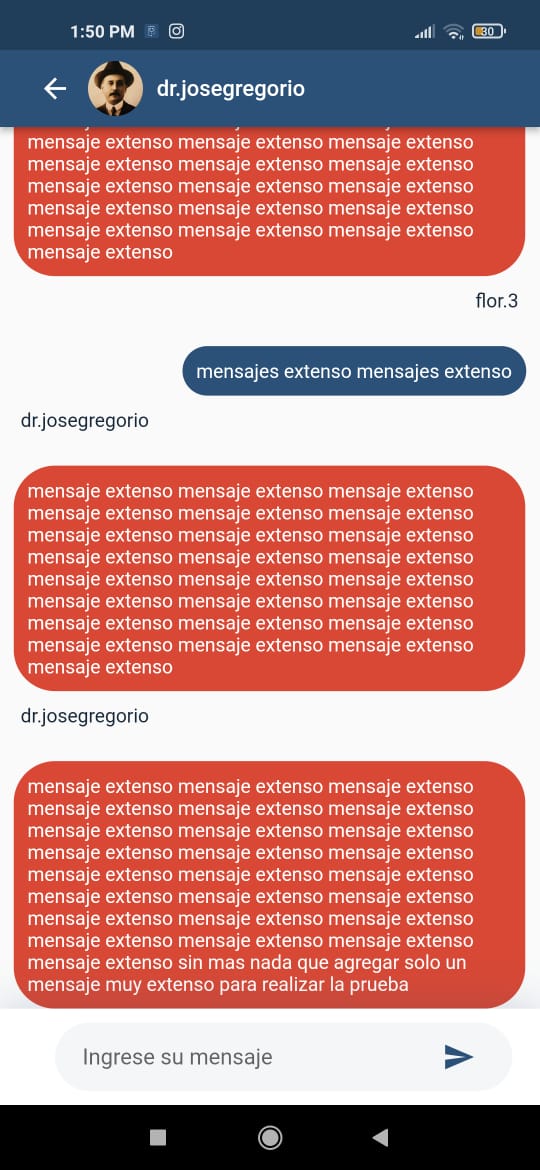 1:50 PM
30
dr.josegregorio
mensaje extenso mensaje extenso mensaje extenso
mensaje extenso mensaje extenso mensaje extenso
mensaje extenso mensaje extenso mensaje extenso
mensaje extenso mensaje extenso mensaje extenso
mensaje extenso mensaje extenso mensaje extenso
mensaje extenso
flor.3
mensajes extenso mensajes extenso
dr.josegregorio
mensaje extenso mensaje extenso mensaje extenso
mensaje extenso mensaje extenso mensaje extenso
mensaje extenso mensaje extenso mensaje extenso
mensaje extenso mensaje extenso mensaje extenso
mensaje extenso mensaje extenso mensaje extenso
mensaje extenso mensaje extenso mensaje extenso
mensaje extenso mensaje extenso mensaje extenso
mensaje extenso mensaje extenso mensaje extenso
mensaje extenso
dr.josegregorio
mensaje extenso mensaje extenso mensaje extenso
mensaje extenso mensaje extenso mensaje extenso
mensaje extenso mensaje extenso mensaje extenso
mensaje extenso mensaje extenso mensaje extenso
mensaje extenso mensaje extenso mensaje extenso
mensaje extenso mensaje extenso mensaje extenso
mensaje extenso mensaje extenso mensaje extenso
mensaje extenso mensaje extenso mensaje extenso
mensaje extenso sin mas nada que agregar solo un
mensaje muy extenso para realizar la prueba
Ingrese su mensaje